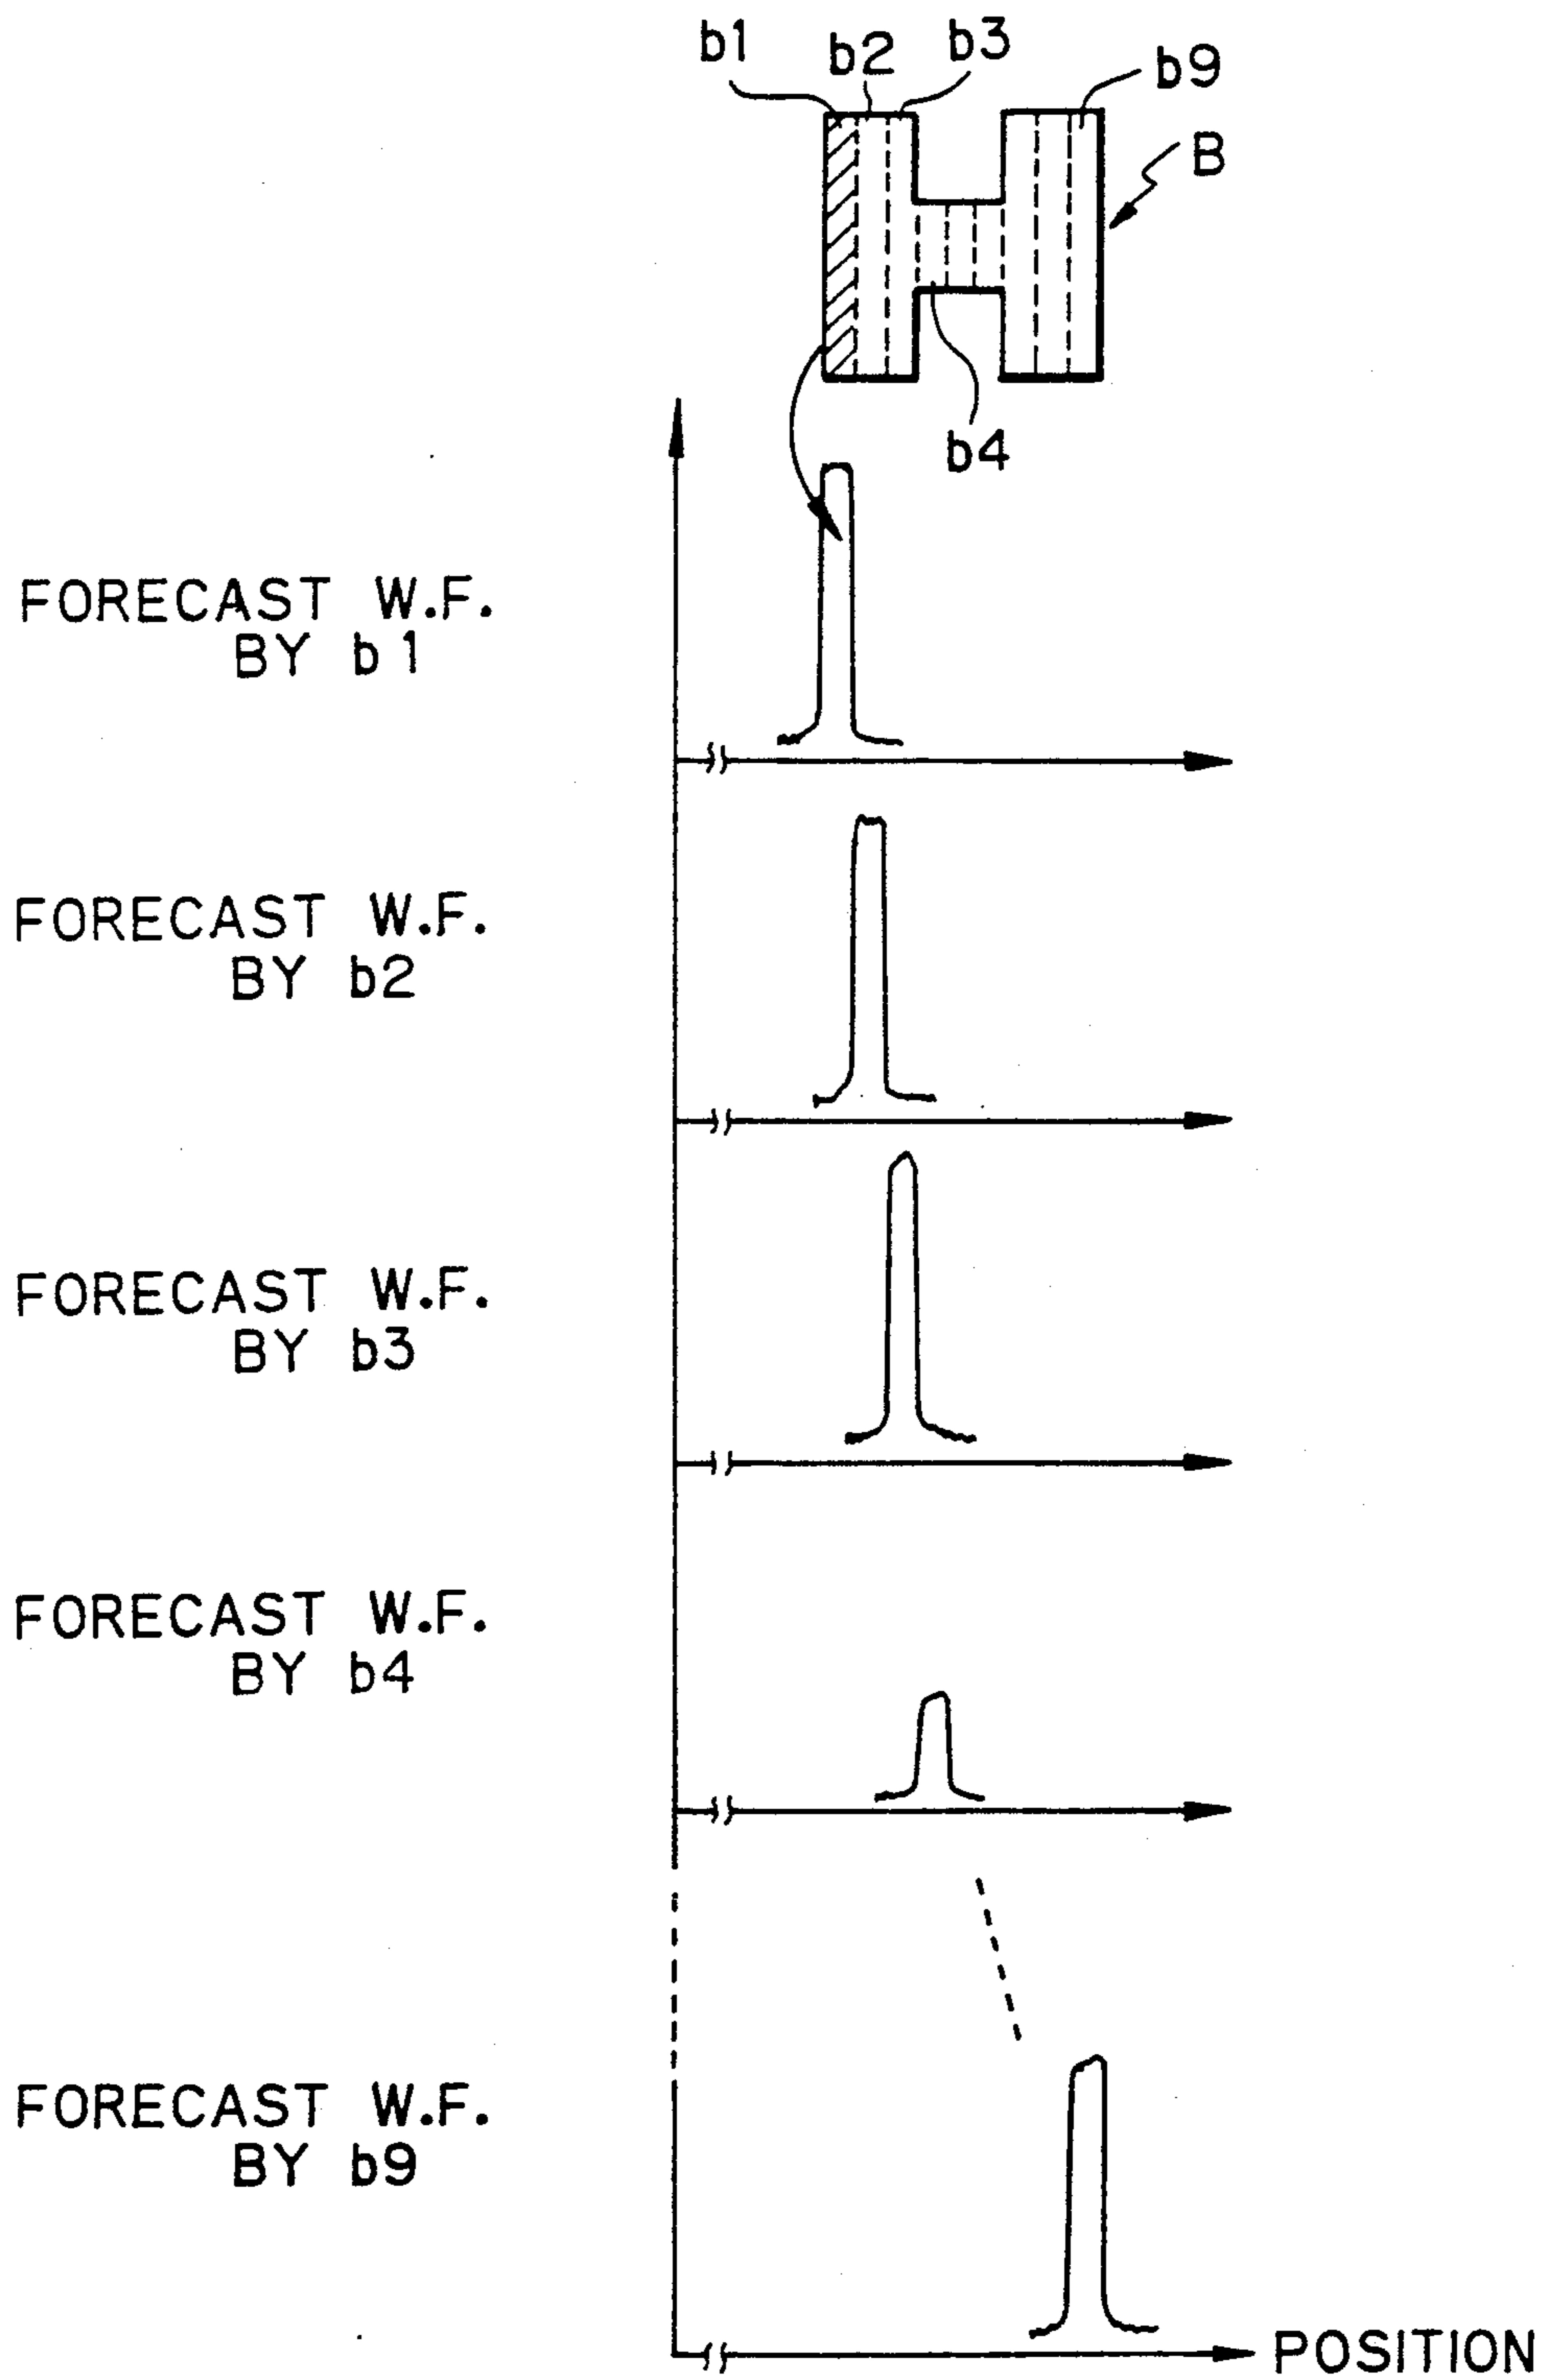 b1
b2
b3
b9
B
b4
FORECAST W.F.
BY b1
FORECAST W.F.
BY b2
FORECAST W.F.
BY b3
FORECAST W.F.
BY b4
FORECAST W.F.
BY b9
POSITION